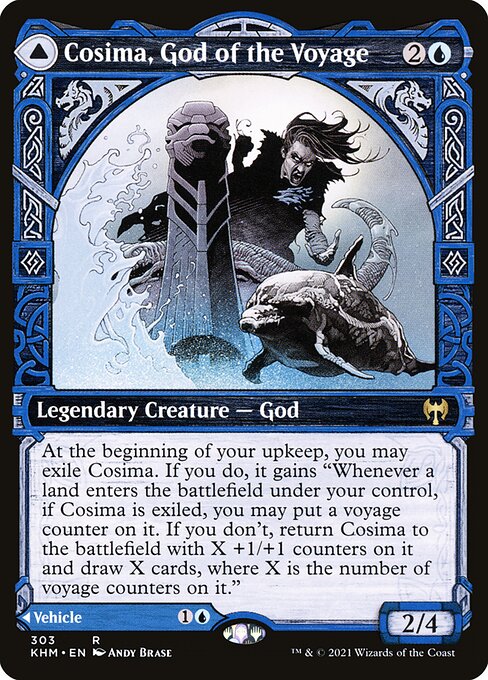 Cosima, God of the Voyage 2
Legendary Creature — God
At the beginning of your upkeep, you may
exile Cosima. If you do, it gains “Whenever a
land enters the battlefield under your control,
if Cosima is exiled, you may put a voyage
counter on it. If you don’t, return Cosima to
the battlefield with X +1/+1 counters on it
and draw X cards, where X is the number of
voyage counters on it.”
Vehicle 1
2/4
303 R
KHM • EN Andy Brase
™ & © 2021 Wizards of the Coast